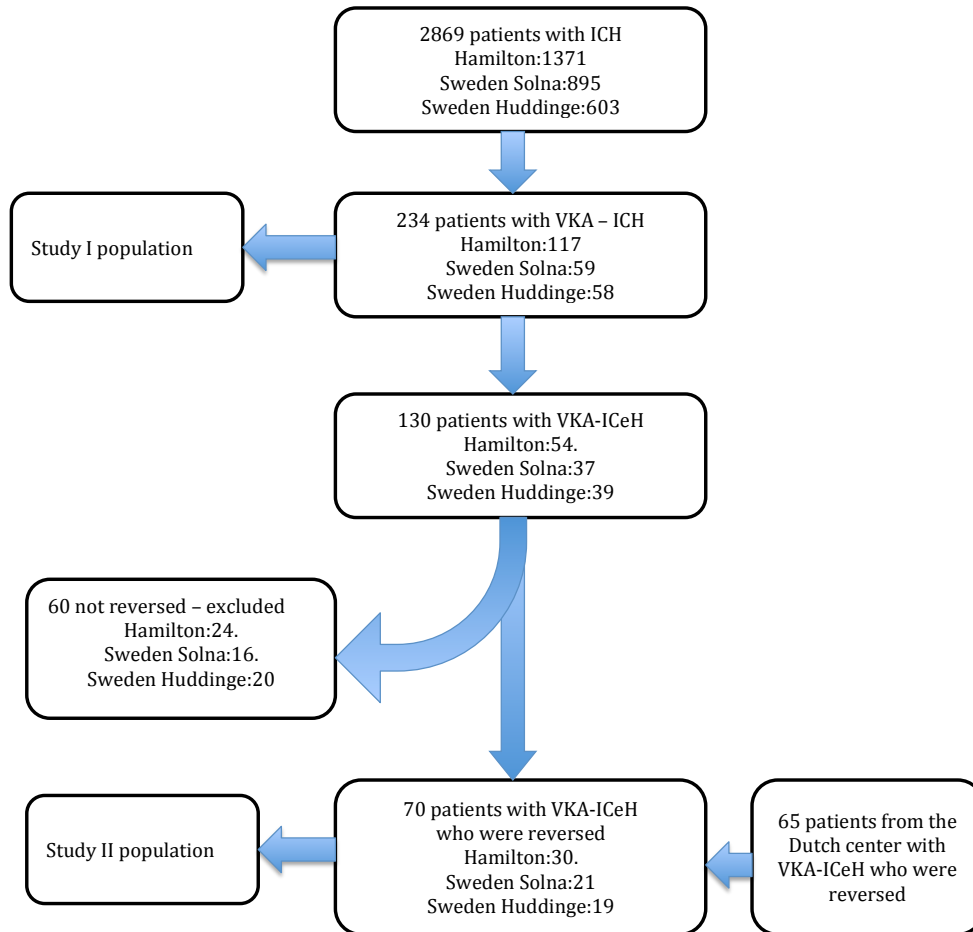 2869 patients with ICH
Hamilton:1371
Sweden Solna:895
Sweden Huddinge:603
Study I population
234 patients with VKA – ICH
Hamilton:117
Sweden Solna:59
Sweden Huddinge:58
130 patients with VKA-ICeH
Hamilton:54.
Sweden Solna:37
Sweden Huddinge:39
60 not reversed – excluded
Hamilton:24.
Sweden Solna:16.
Sweden Huddinge:20
Study II population
70 patients with VKA-ICeH
who were reversed
Hamilton:30.
Sweden Solna:21
Sweden Huddinge:19
65 patients from the
Dutch center with
VKA-ICeH who were
reversed